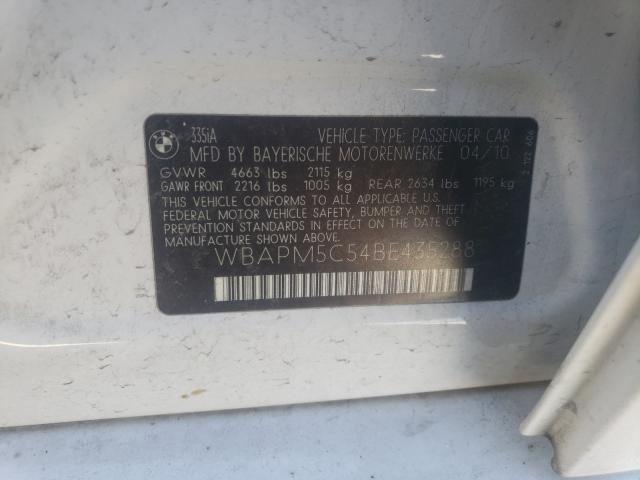 BMW
335iA VEHICLE TYPE: PASSENGER CAR
MFD BY BAYERISCHE MOTORENWERKE 04/10
GVWR 4663 lbs 2115 kg
GAWR FRONT 2216 lbs 1005 kg REAR 2634 lbs 1195 kg
THIS VEHICLE CONFORMS TO ALL APPLICABLE U.S.
FEDERAL MOTOR VEHICLE SAFETY, BUMPER AND THEFT
PREVENTION STANDARDS IN EFFECT ON THE DATE OF
MANUFACTURE SHOWN ABOVE.
WBAPM5C54BE435288